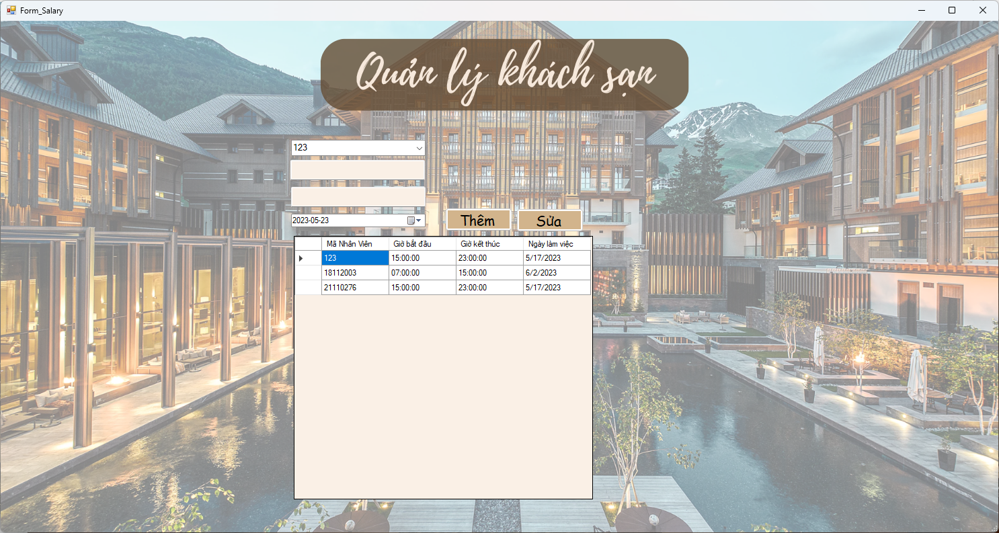 Form_Salary
Quản lý khách sạn
123
2023-05-23
Thêm Sửa
Mã Nhân Viên Giờ bắt đầu Giờ kết thúc Ngày làm việc
123 15:00:00 23:00:00 5/17/2023
18112003 07:00:00 15:00:00 6/2/2023
21110276 15:00:00 23:00:00 5/17/2023